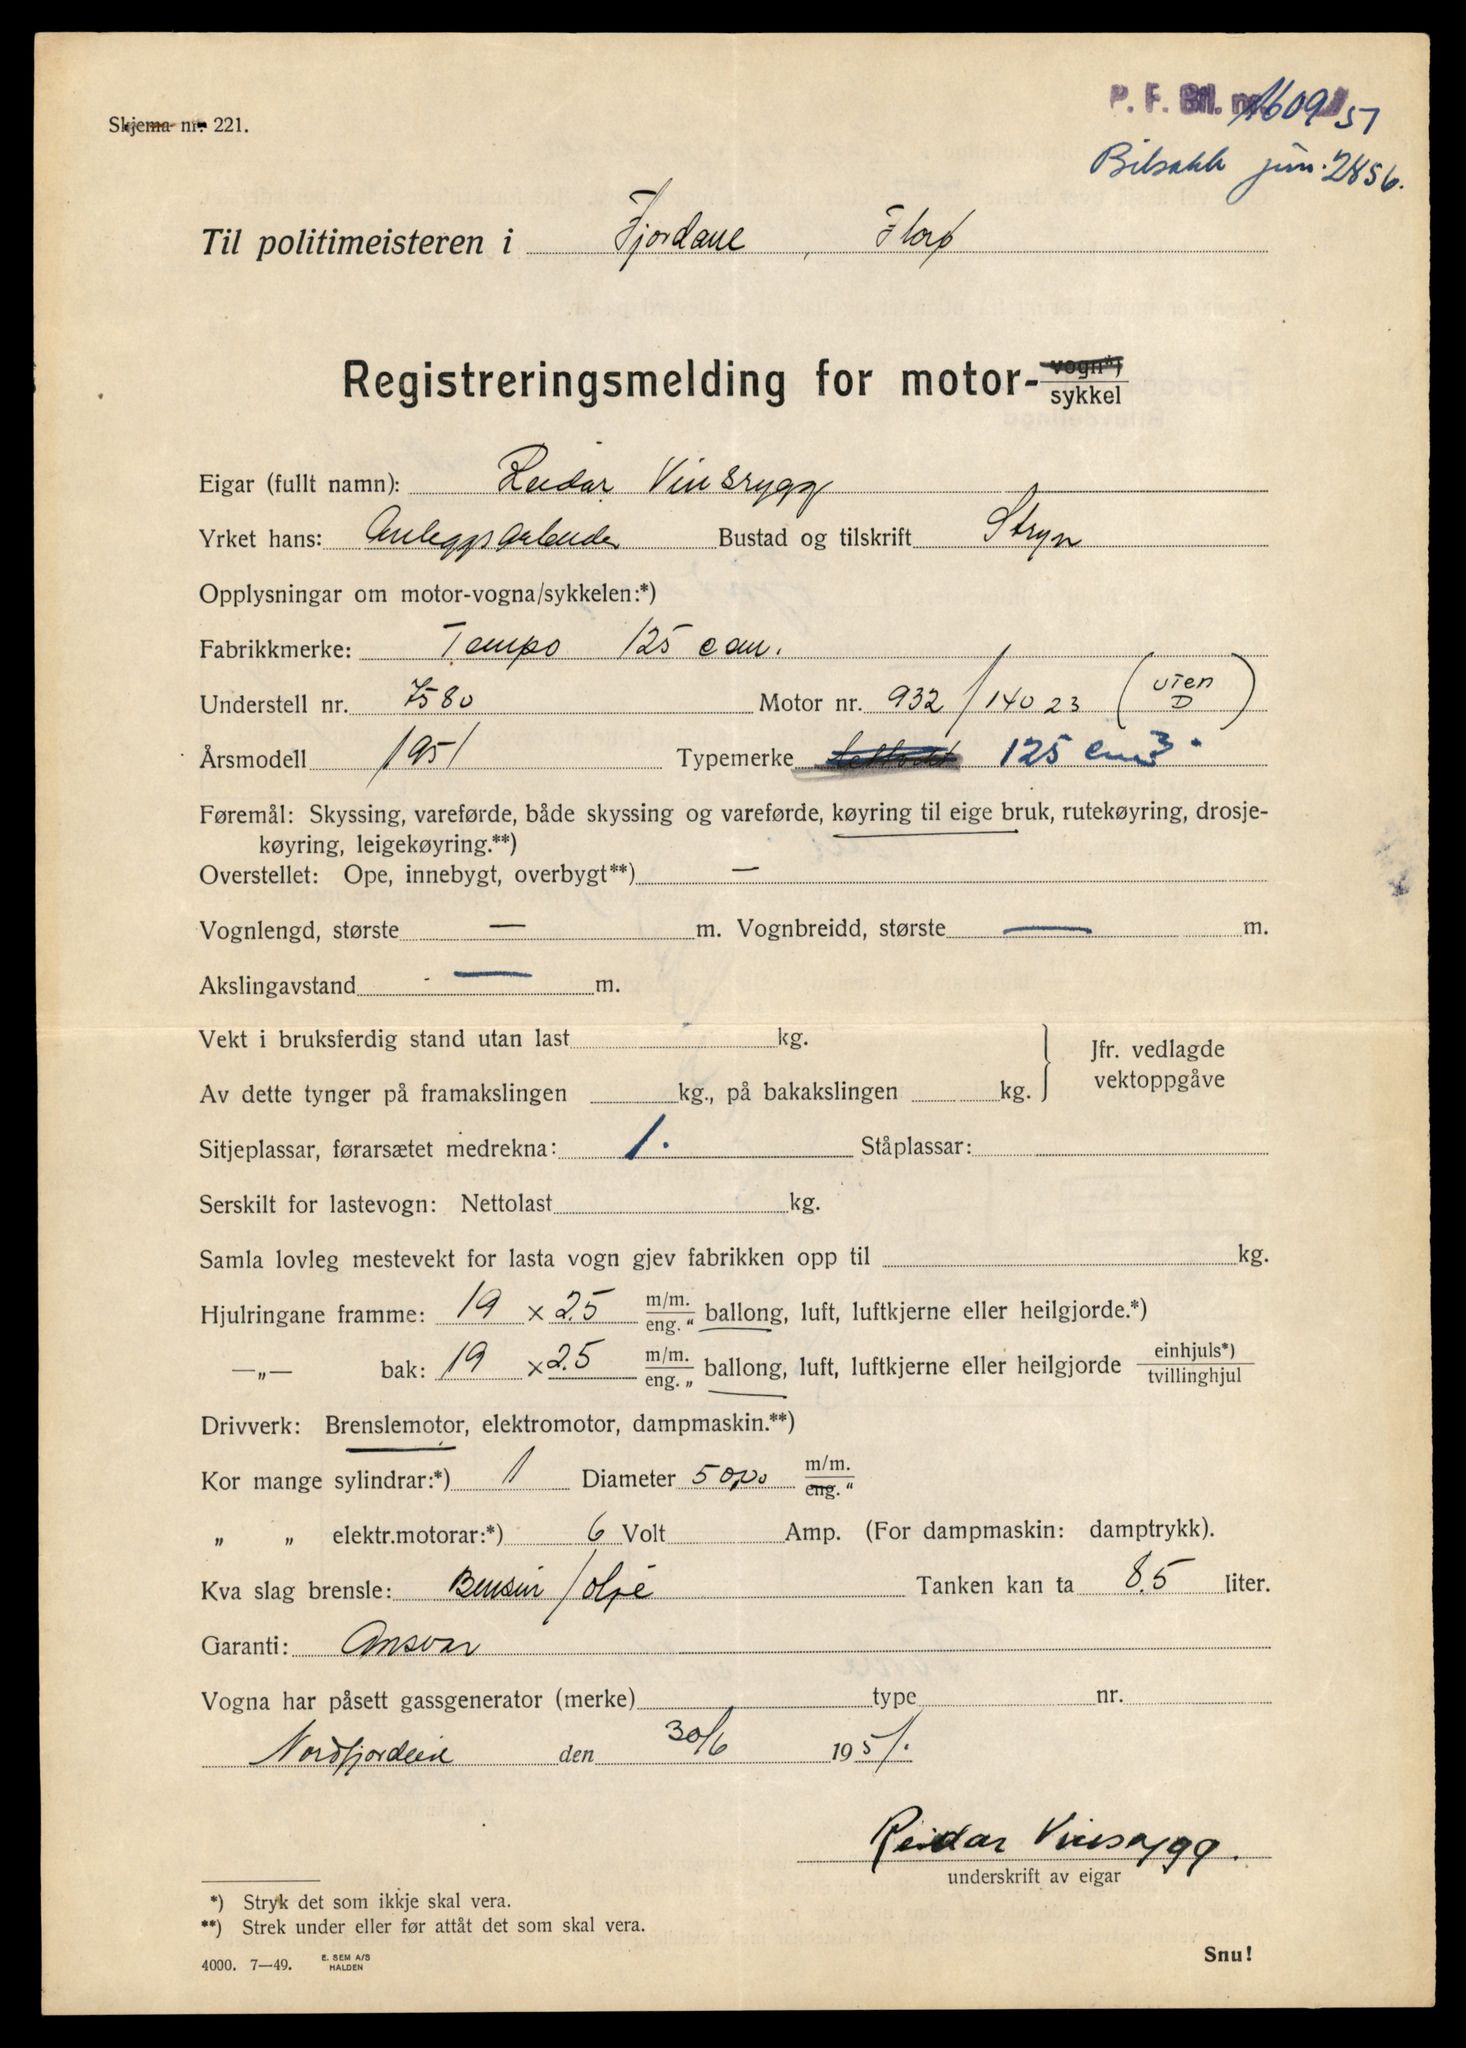 Skjema nr. 221.
P. F. Bil. nr. 1609/51
Bilsakk jun. 2856.
Til politimeisteren i Fjordane, Florø
Registreringsmelding for motor-vogn*)/sykkel
Eigar (fullt namn): Reidar Vinsrygg
Yrket hans: Anleggsarbeider Bustad og tilskrift Stryn
Opplysningar om motor-vogna/sykkelen:*)
Fabrikkmerke: Tempo 125 ccm.
Understell nr. 7580 Motor nr. 932/14023 (uten D)
Årsmodell 1951 Typemerke 125 cm3.
Føremål: Skyssing, vareførde, både skyssing og vareførde, køyring til eige bruk, rutekøyring, drosje-
køyring, leigekøyring.**)
Overstellet: Ope, innebygt, overbygt**) —
Vognlengd, største — m. Vognbreidd, største — m.
Akslingavstand — m.
Vekt i bruksferdig stand utan last kg.
Jfr. vedlagde
vektoppgåve
Av dette tynger på framakslingen kg., på bakakslingen kg.
Sitjeplassar, førarsætet medrekna: 1. Ståplassar:
Serskilt for lastevogn: Nettolast kg.
Samla lovleg mestevekt for lasta vogn gjev fabrikken opp til kg.
Hjulringane framme: 19 x 2.5 m/m. eng." ballong, luft, luftkjerne eller heilgjorde.*)
—„— bak: 19 x 2.5 m/m. eng.„ ballong, luft, luftkjerne eller heilgjorde einhjuls*) tvillinghjul
Drivverk: Brenslemotor, elektromotor, dampmaskin.**)
Kor mange sylindrar:*) 1 Diameter 50,00 m/m. eng."
„ „ elektr.motorar:*) 6 Volt Amp. (For dampmaskin: damptrykk).
Kva slag brensle: Bensin/olje Tanken kan ta 8.5 liter.
Garanti: Ansvar
Vogna har påsett gassgenerator (merke) type nr.
Nordfjordeid den 30/6 1951.
Reidar Vinsrygg.
underskrift av eigar
*) Stryk det som ikkje skal vera.
**) Strek under eller før attåt det som skal vera.
4000. 7—49. E. SEM A/S
HALDEN
Snu!